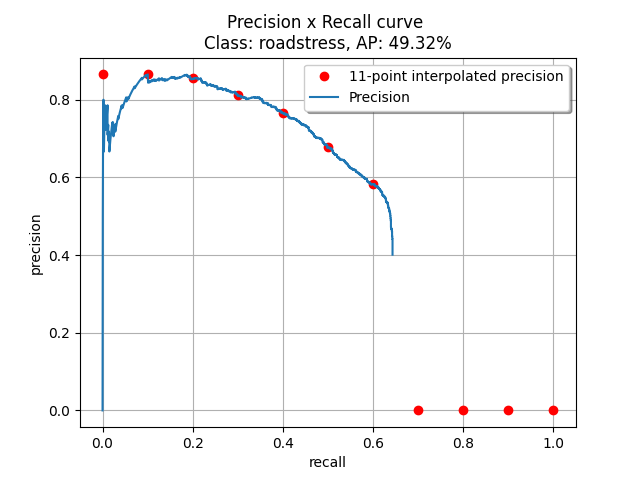 Precision x Recall curve
Class: roadstress, AP: 49.32%
11-point interpolated precision
Precision
precision
0.8
0.6
0.4
0.2
0.0
0.0 0.2 0.4 0.6 0.8 1.0
recall